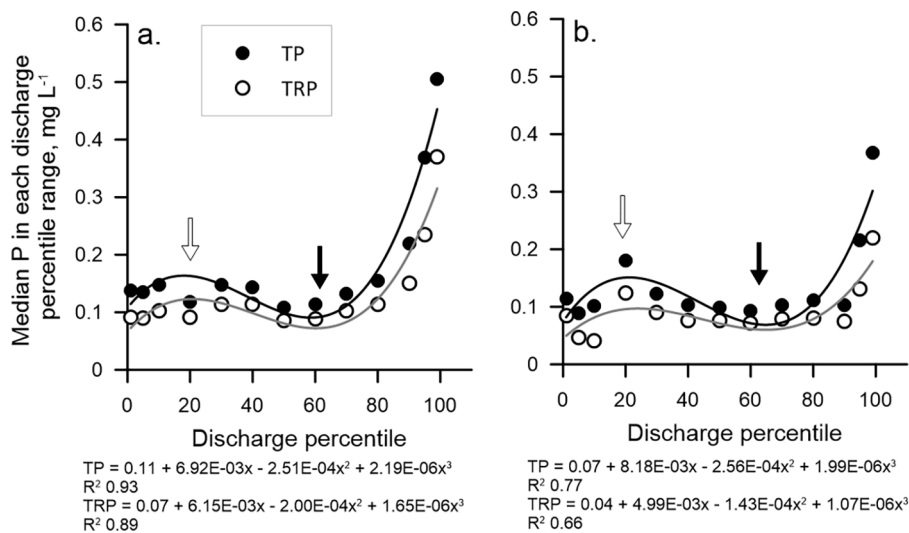 a.
TP
TRP
Median P in each discharge
percentile range, mg L⁻¹
0.6
0.5
0.4
0.3
0.2
0.1
0
0 20 40 60 80 100
Discharge percentile
TP = 0.11 + 6.92E-03x - 2.51E-04x² + 2.19E-06x³
R² 0.93
TRP = 0.07 + 6.15E-03x - 2.00E-04x² + 1.65E-06x³
R² 0.89
b.
0.6
0.5
0.4
0.3
0.2
0.1
0
0 20 40 60 80 100
Discharge percentile
TP = 0.07 + 8.18E-03x - 2.56E-04x² + 1.99E-06x³
R² 0.77
TRP = 0.04 + 4.99E-03x - 1.43E-04x² + 1.07E-06x³
R² 0.66